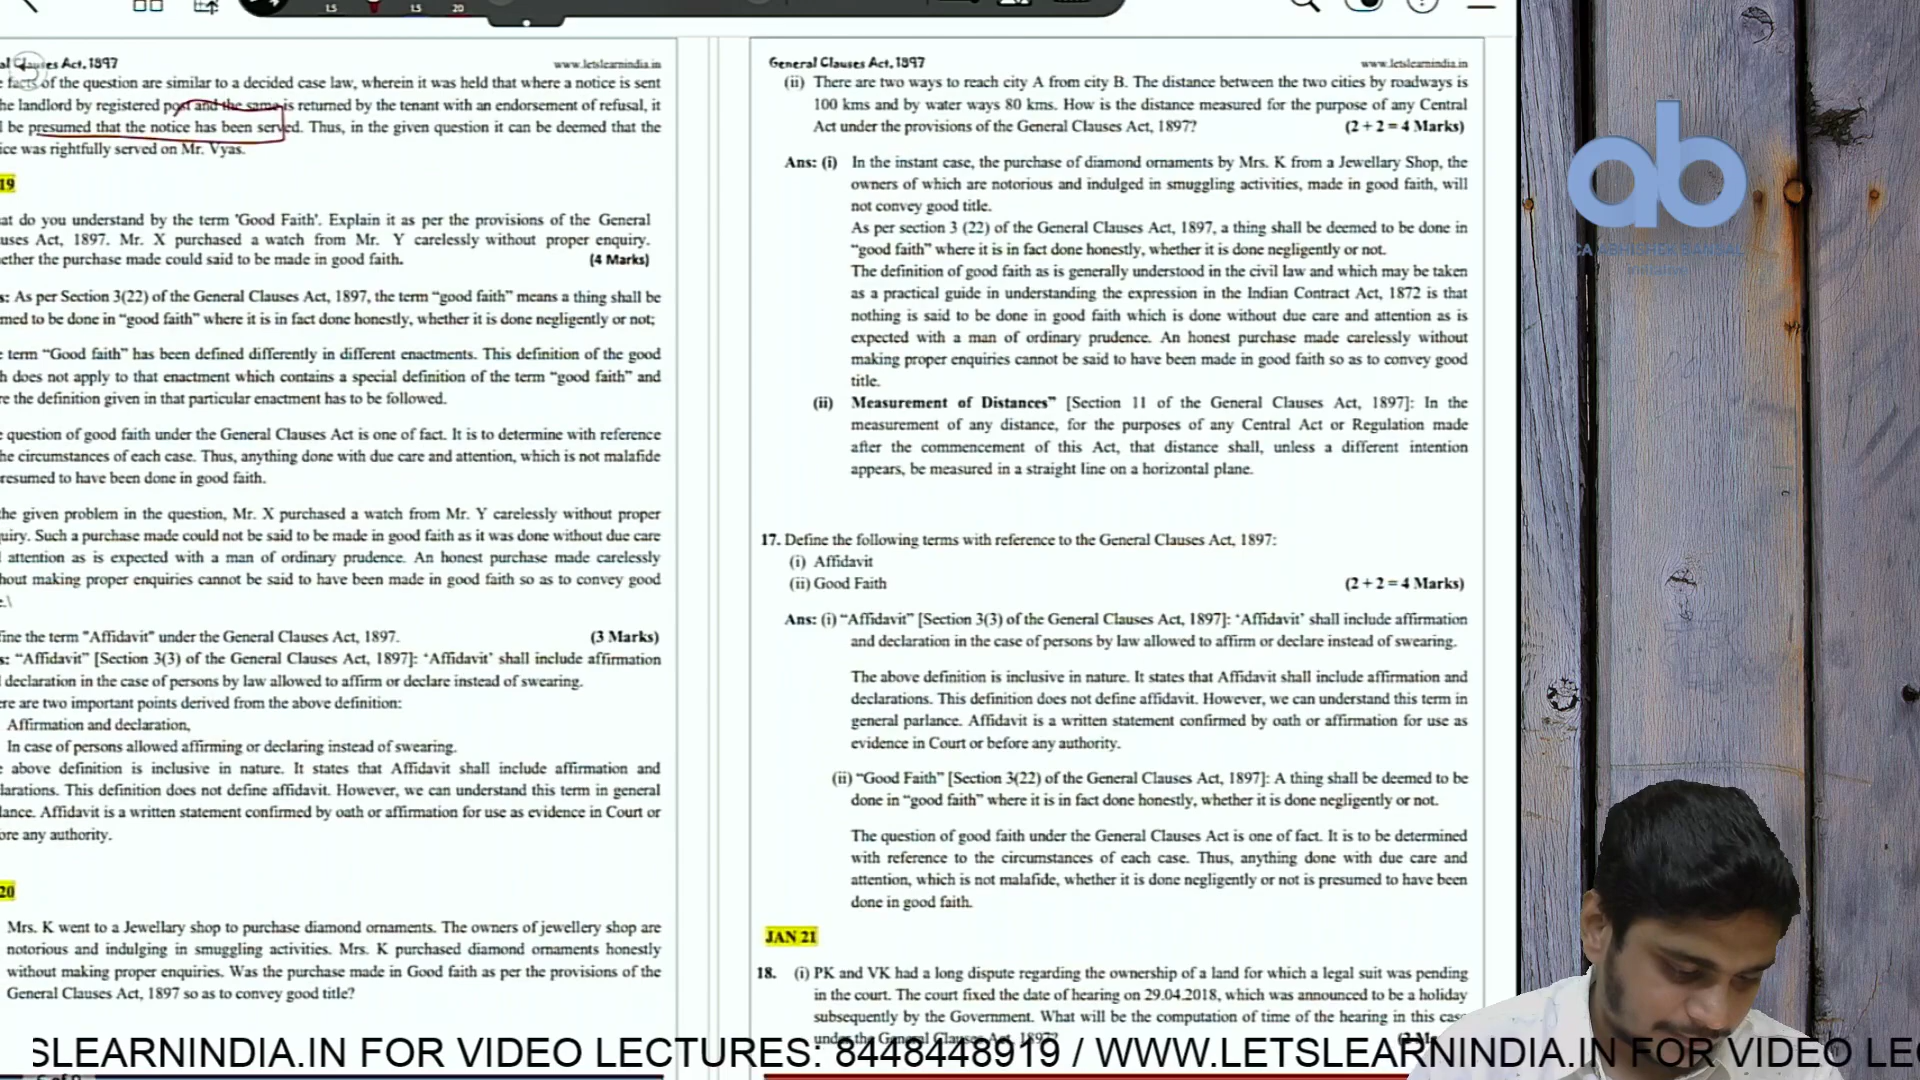 1.5
1.5
20
al Clauses Act, 1897
www.letslearnindia.in
e facts of the question are similar to a decided case law, wherein it was held that where a notice is sent
he landlord by registered post and the same is returned by the tenant with an endorsement of refusal, it
l be presumed that the notice has been served. Thus, in the given question it can be deemed that the
ice was rightfully served on Mr. Vyas.
19
at do you understand by the term 'Good Faith'. Explain it as per the provisions of the General
uses Act, 1897. Mr. X purchased a watch from Mr. Y carelessly without proper enquiry.
ether the purchase made could said to be made in good faith. (4 Marks)
s: As per Section 3(22) of the General Clauses Act, 1897, the term “good faith” means a thing shall be
med to be done in “good faith” where it is in fact done honestly, whether it is done negligently or not;
e term “Good faith” has been defined differently in different enactments. This definition of the good
h does not apply to that enactment which contains a special definition of the term “good faith” and
re the definition given in that particular enactment has to be followed.
e question of good faith under the General Clauses Act is one of fact. It is to determine with reference
he circumstances of each case. Thus, anything done with due care and attention, which is not malafide
resumed to have been done in good faith.
the given problem in the question, Mr. X purchased a watch from Mr. Y carelessly without proper
uiry. Such a purchase made could not be said to be made in good faith as it was done without due care
l attention as is expected with a man of ordinary prudence. An honest purchase made carelessly
hout making proper enquiries cannot be said to have been made in good faith so as to convey good
e.\
fine the term "Affidavit" under the General Clauses Act, 1897. (3 Marks)
s: “Affidavit” [Section 3(3) of the General Clauses Act, 1897]: ‘Affidavit’ shall include affirmation
l declaration in the case of persons by law allowed to affirm or declare instead of swearing.
ere are two important points derived from the above definition:
Affirmation and declaration,
In case of persons allowed affirming or declaring instead of swearing.
e above definition is inclusive in nature. It states that Affidavit shall include affirmation and
larations. This definition does not define affidavit. However, we can understand this term in general
lance. Affidavit is a written statement confirmed by oath or affirmation for use as evidence in Court or
ore any authority.
20
Mrs. K went to a Jewellary shop to purchase diamond ornaments. The owners of jewellery shop are
notorious and indulging in smuggling activities. Mrs. K purchased diamond ornaments honestly
without making proper enquiries. Was the purchase made in Good faith as per the provisions of the
General Clauses Act, 1897 so as to convey good title?
General Clauses Act, 1897
www.letslearnindia.in
(ii) There are two ways to reach city A from city B. The distance between the two cities by roadways is
100 kms and by water ways 80 kms. How is the distance measured for the purpose of any Central
Act under the provisions of the General Clauses Act, 1897? (2 + 2 = 4 Marks)
Ans: (i) In the instant case, the purchase of diamond ornaments by Mrs. K from a Jewellary Shop, the
owners of which are notorious and indulged in smuggling activities, made in good faith, will
not convey good title.
As per section 3 (22) of the General Clauses Act, 1897, a thing shall be deemed to be done in
“good faith” where it is in fact done honestly, whether it is done negligently or not.
The definition of good faith as is generally understood in the civil law and which may be taken
as a practical guide in understanding the expression in the Indian Contract Act, 1872 is that
nothing is said to be done in good faith which is done without due care and attention as is
expected with a man of ordinary prudence. An honest purchase made carelessly without
making proper enquiries cannot be said to have been made in good faith so as to convey good
title.
(ii) Measurement of Distances” [Section 11 of the General Clauses Act, 1897]: In the
measurement of any distance, for the purposes of any Central Act or Regulation made
after the commencement of this Act, that distance shall, unless a different intention
appears, be measured in a straight line on a horizontal plane.
17. Define the following terms with reference to the General Clauses Act, 1897:
(i) Affidavit
(ii) Good Faith (2 + 2 = 4 Marks)
Ans: (i) “Affidavit” [Section 3(3) of the General Clauses Act, 1897]: ‘Affidavit’ shall include affirmation
and declaration in the case of persons by law allowed to affirm or declare instead of swearing.
The above definition is inclusive in nature. It states that Affidavit shall include affirmation and
declarations. This definition does not define affidavit. However, we can understand this term in
general parlance. Affidavit is a written statement confirmed by oath or affirmation for use as
evidence in Court or before any authority.
(ii) “Good Faith” [Section 3(22) of the General Clauses Act, 1897]: A thing shall be deemed to be
done in “good faith” where it is in fact done honestly, whether it is done negligently or not.
The question of good faith under the General Clauses Act is one of fact. It is to be determined
with reference to the circumstances of each case. Thus, anything done with due care and
attention, which is not malafide, whether it is done negligently or not is presumed to have been
done in good faith.
JAN 21
18. (i) PK and VK had a long dispute regarding the ownership of a land for which a legal suit was pending
in the court. The court fixed the date of hearing on 29.04.2018, which was announced to be a holiday
subsequently by the Government. What will be the computation of time of the hearing in this cas
under the General Clauses Act, 1897?
ab
SLEARNINDIA.IN FOR VIDEO LECTURES: 8448448919 / WWW.LETSLEARNINDIA.IN FOR VIDEO LE